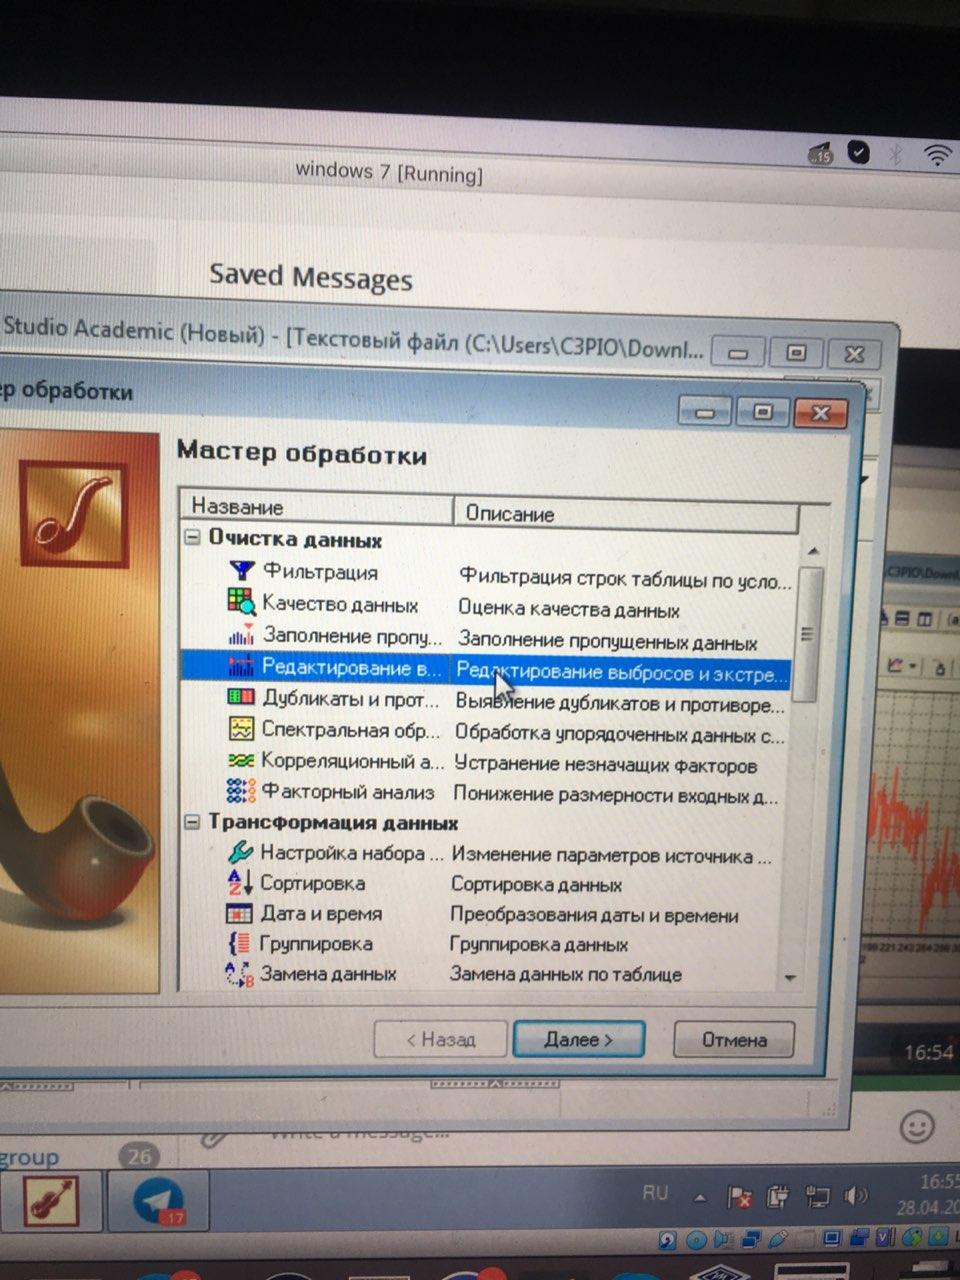 15
windows 7 [Running]
Saved Messages
Studio Academic (Новый) - [Текстовый файл (C:\Users\C3PIO\Downl...
ер обработки
Мастер обработки
Название Описание
Очистка данных
Фильтрация Фильтрация строк таблицы по усло...
Качество данных Оценка качества данных
Заполнение пропу... Заполнение пропущенных данных
Редактирование в... Редактирование выбросов и экстре...
Дубликаты и прот... Выявление дубликатов и противоре...
Спектральная обр... Обработка упорядоченных данных с...
Корреляционный а... Устранение незначащих факторов
Факторный анализ Понижение размерности входных д...
Трансформация данных
Настройка набора ... Изменение параметров источника ...
Сортировка Сортировка данных
Дата и время Преобразования даты и времени
Группировка Группировка данных
Замена данных Замена данных по таблице
< Назад Далее > Отмена
16:54
Write a message...
group 26
17
RU
16:55
28.04.20